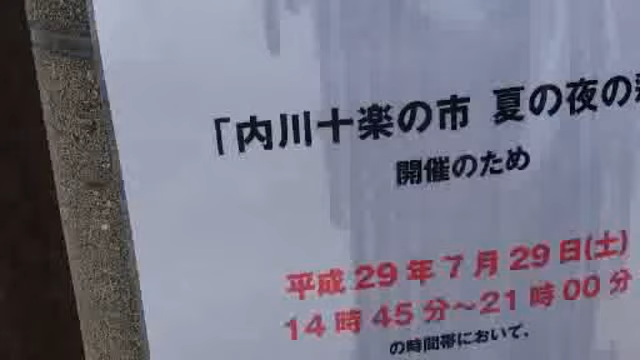 「内川十楽の市 夏の夜の
開催のため
平成29年7月29日(土)
14時45分～21時00分
の時間帯において、